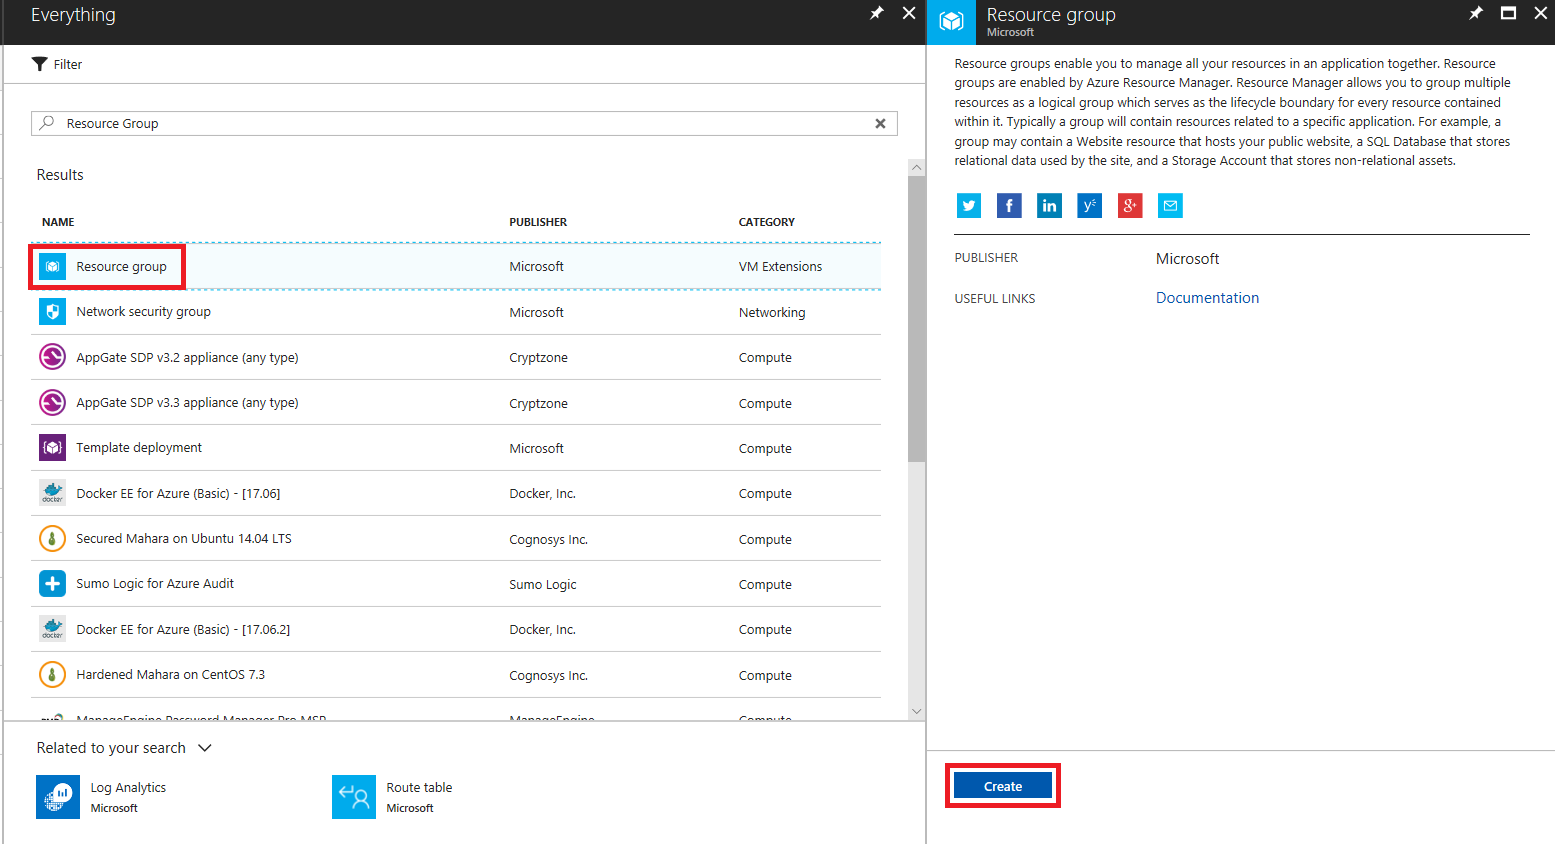 Everything
Filter
Resource Group
Results
NAME PUBLISHER CATEGORY
Resource group Microsoft VM Extensions
Network security group Microsoft Networking
AppGate SDP v3.2 appliance (any type) Cryptzone Compute
AppGate SDP v3.3 appliance (any type) Cryptzone Compute
Template deployment Microsoft Compute
Docker EE for Azure (Basic) - [17.06] Docker, Inc. Compute
Secured Mahara on Ubuntu 14.04 LTS Cognosys Inc. Compute
Sumo Logic for Azure Audit Sumo Logic Compute
Docker EE for Azure (Basic) - [17.06.2] Docker, Inc. Compute
Hardened Mahara on CentOS 7.3 Cognosys Inc. Compute
ManageEngine Password Manager Pro MSP ManageEngine Compute
Related to your search
Log Analytics
Microsoft
Route table
Microsoft
Resource group
Microsoft
Resource groups enable you to manage all your resources in an application together. Resource
groups are enabled by Azure Resource Manager. Resource Manager allows you to group multiple
resources as a logical group which serves as the lifecycle boundary for every resource contained
within it. Typically a group will contain resources related to a specific application. For example, a
group may contain a Website resource that hosts your public website, a SQL Database that stores
relational data used by the site, and a Storage Account that stores non-relational assets.
PUBLISHER Microsoft
USEFUL LINKS Documentation
Create